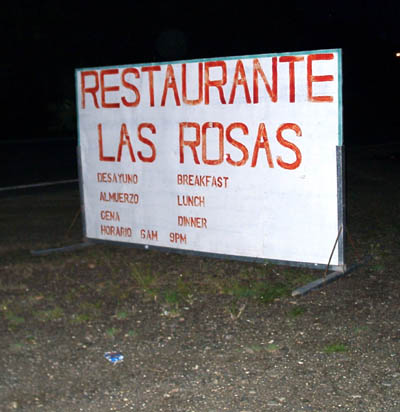 RESTAURANTE
LAS ROSAS
DESAYUNO BREAKFAST
ALMUERZO LUNCH
CENA DINNER
HORARIO 6AM 9PM